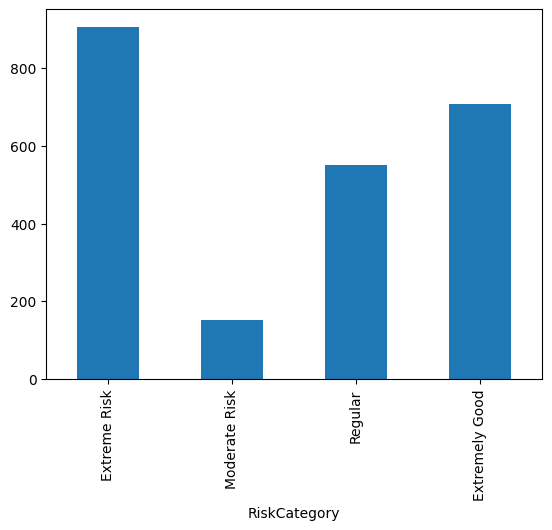 800
600
400
200
0
Extreme Risk
Moderate Risk
Regular
Extremely Good
RiskCategory